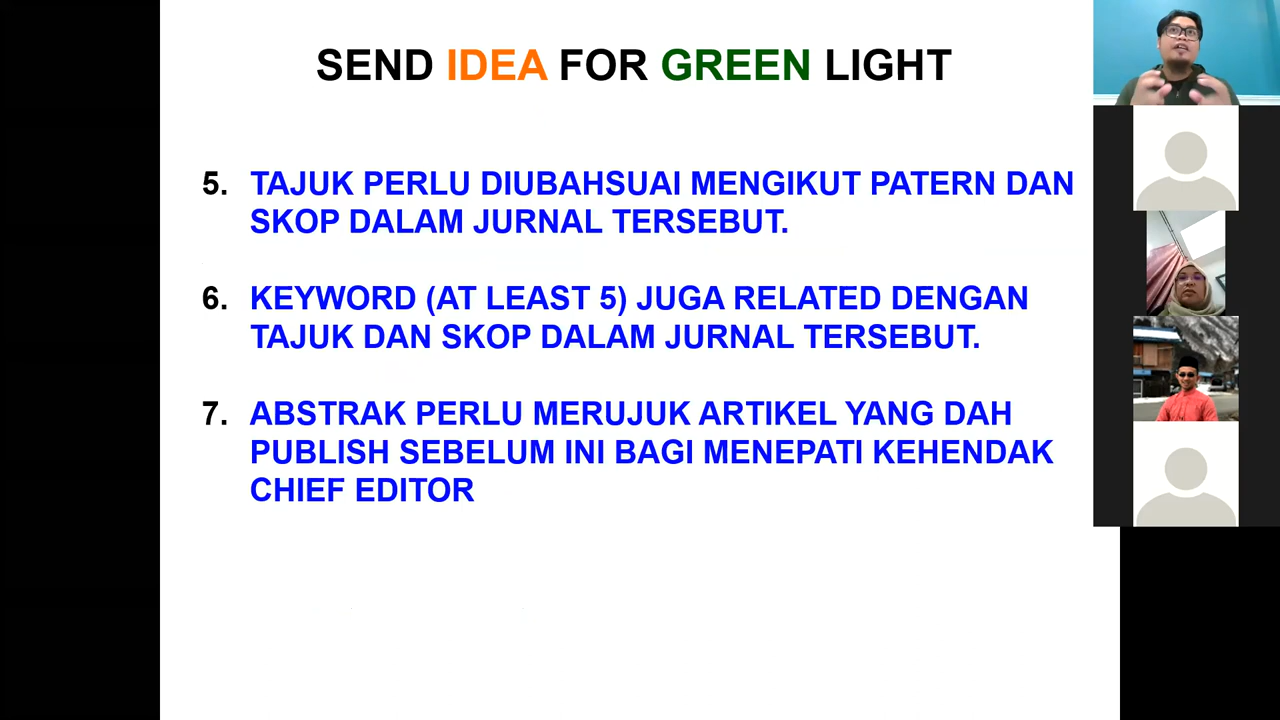 SEND IDEA FOR GREEN LIGHT
5. TAJUK PERLU DIUBAHSUAI MENGIKUT PATERN DAN
SKOP DALAM JURNAL TERSEBUT.
6. KEYWORD (AT LEAST 5) JUGA RELATED DENGAN
TAJUK DAN SKOP DALAM JURNAL TERSEBUT.
7. ABSTRAK PERLU MERUJUK ARTIKEL YANG DAH
PUBLISH SEBELUM INI BAGI MENEPATI KEHENDAK
CHIEF EDITOR